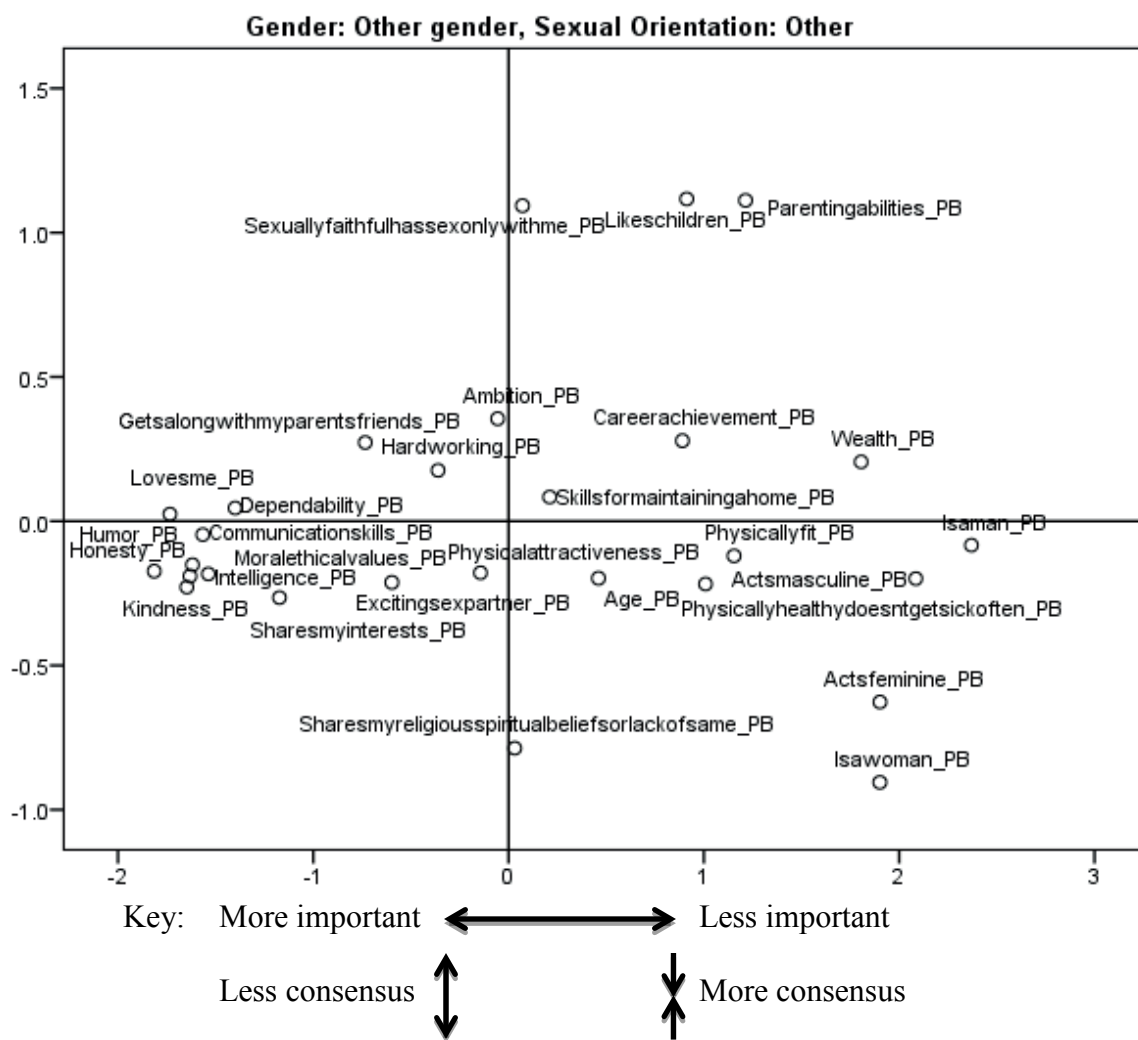 Gender: Other gender, Sexual Orientation: Other
1.5
Parentingabilities_PB
Likeschildren_PB
Sexuallyfaithfulhassexonlywithme_PB
1.0
0.5
Ambition_PB
Getsalongwithmyparentsfriends_PB
Careerachievement_PB
Hardworking_PB
Wealth_PB
Lovesme_PB
Dependability_PB
Skillsformaintainingahome_PB
0.0
Isaman_PB
Humor_PB
Communicationskills_PB
Physicallyfit_PB
Honesty_PB
Moralethicalvalues_PB
Physicalattractiveness_PB
Intelligence_PB
Actsmasculine_PB
Kindness_PB
Excitingsexpartner_PB
Age_PB
Physicallyhealthydoesntgetsickoften_PB
Sharesmyinterests_PB
-0.5
Actsfeminine_PB
Sharesmyreligiousspiritualbeliefsorlackofsame_PB
Isawoman_PB
-1.0
-2 -1 0 1 2 3
Key: More important Less important
Less consensus More consensus